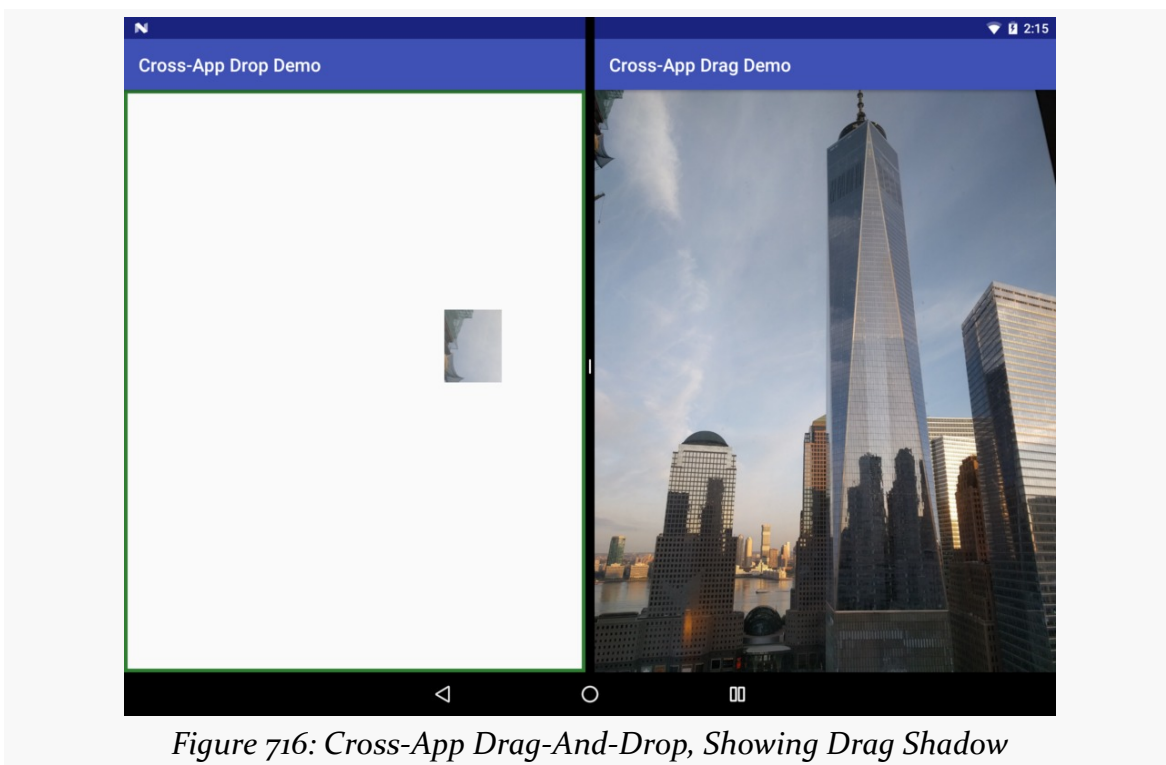 2:15
Cross-App Drop Demo
Cross-App Drag Demo
Figure 716: Cross-App Drag-And-Drop, Showing Drag Shadow